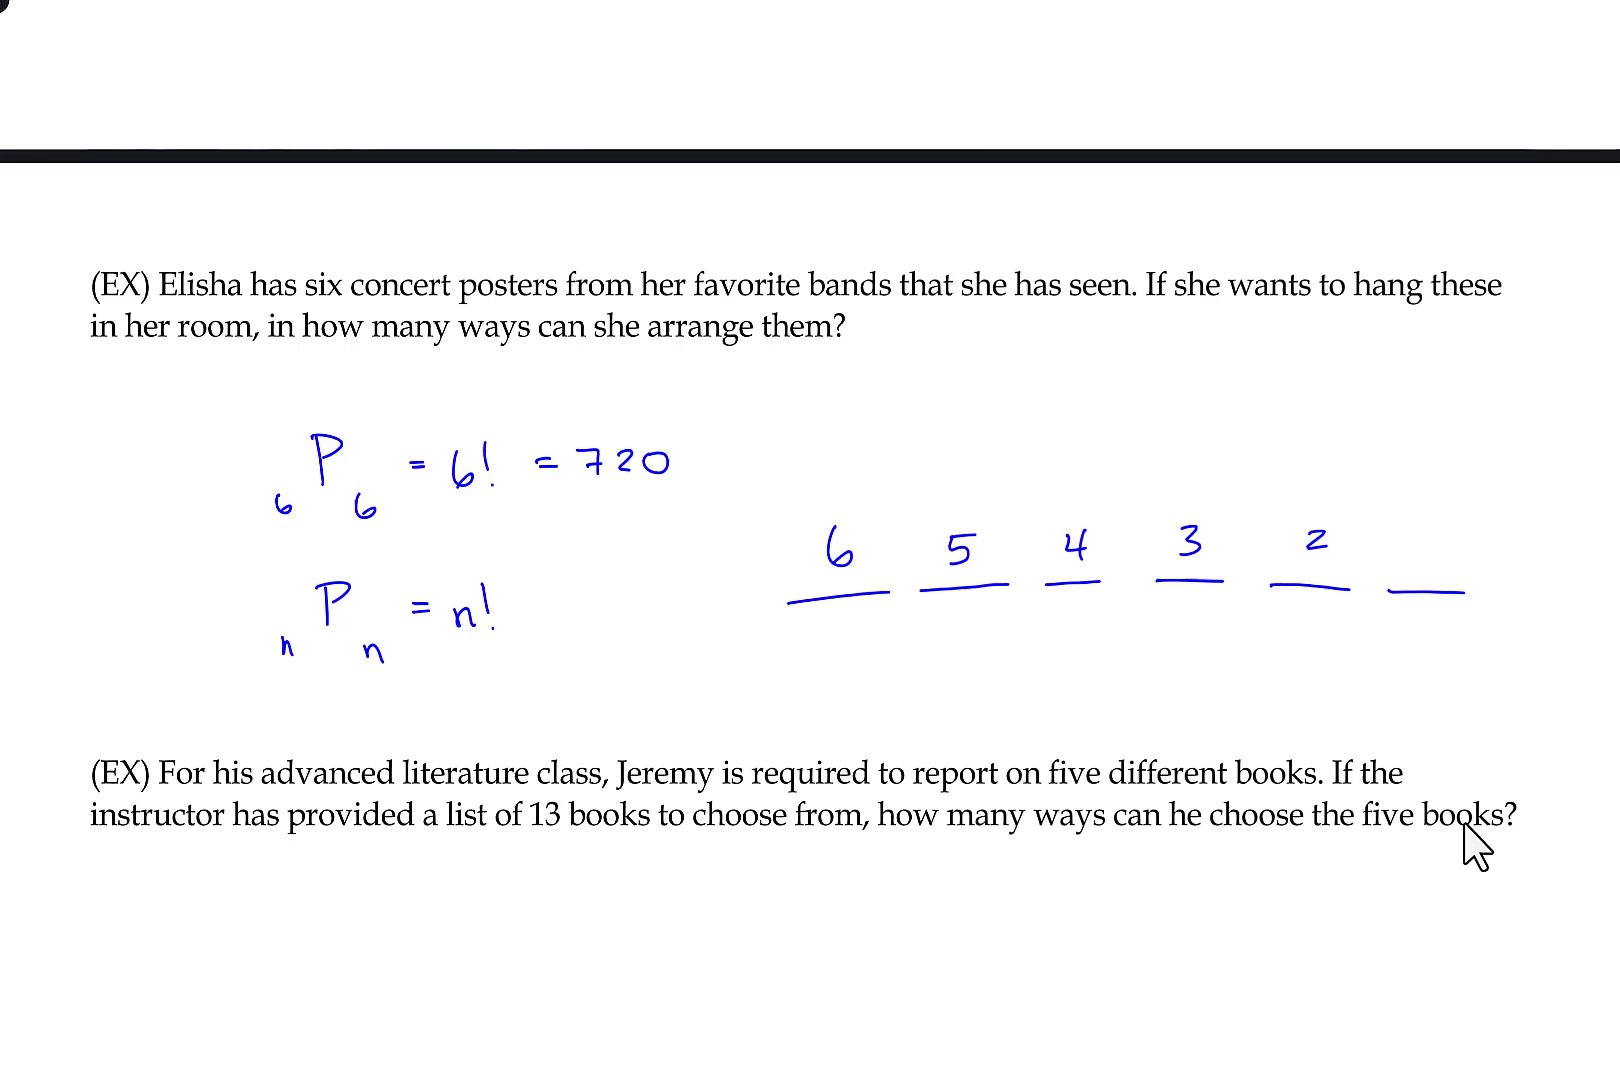 (EX) Elisha has six concert posters from her favorite bands that she has seen. If she wants to hang these
in her room, in how many ways can she arrange them?
6 P 6 = 6! = 720
6 5 4 3 2
n P n = n!
(EX) For his advanced literature class, Jeremy is required to report on five different books. If the
instructor has provided a list of 13 books to choose from, how many ways can he choose the five books?